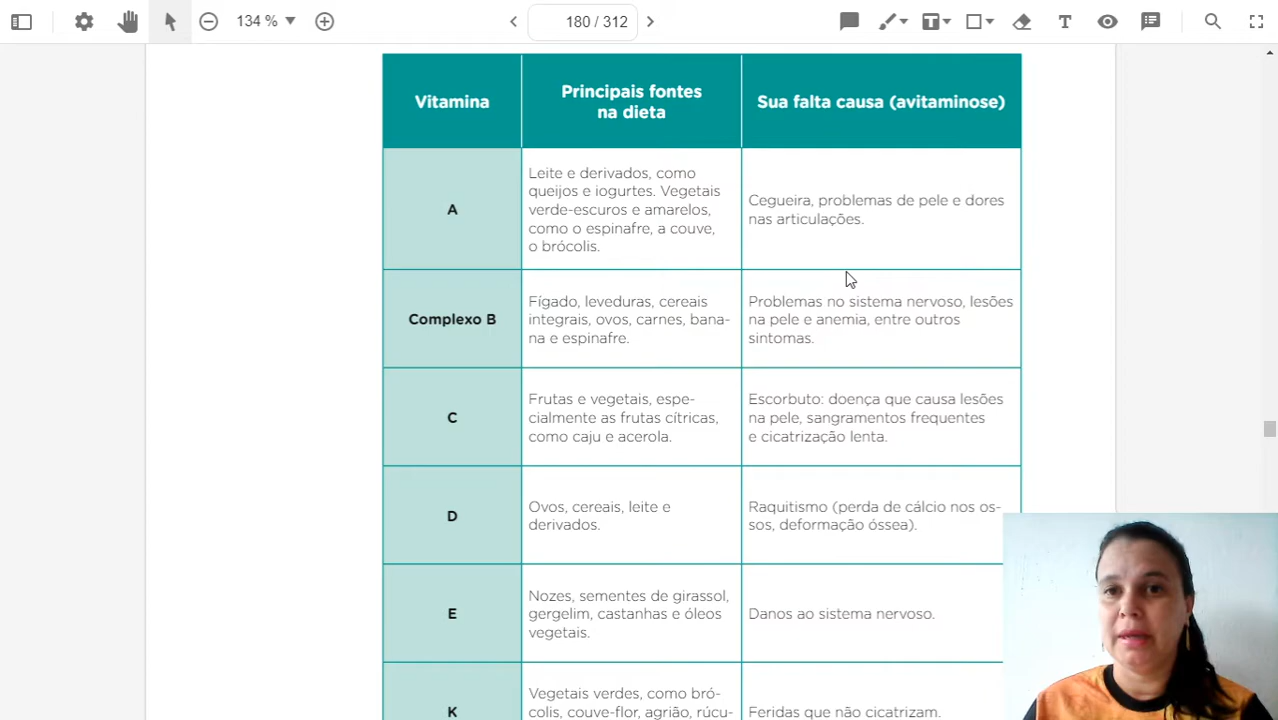 134 %
180 / 312
Vitamina
Principais fontes
na dieta
Sua falta causa (avitaminose)
A
Leite e derivados, como
queijos e iogurtes. Vegetais
verde-escuros e amarelos,
como o espinafre, a couve,
o brócolis.
Cegueira, problemas de pele e dores
nas articulações.
Complexo B
Fígado, leveduras, cereais
integrais, ovos, carnes, bana-
na e espinafre.
Problemas no sistema nervoso, lesões
na pele e anemia, entre outros
sintomas.
C
Frutas e vegetais, espe-
cialmente as frutas cítricas,
como caju e acerola.
Escorbuto: doença que causa lesões
na pele, sangramentos frequentes
e cicatrização lenta.
D
Ovos, cereais, leite e
derivados.
Raquitismo (perda de cálcio nos os-
sos, deformação óssea).
E
Nozes, sementes de girassol,
gergelim, castanhas e óleos
vegetais.
Danos ao sistema nervoso.
K
Vegetais verdes, como bró-
colis, couve-flor, agrião, rúcu-
Feridas que não cicatrizam.